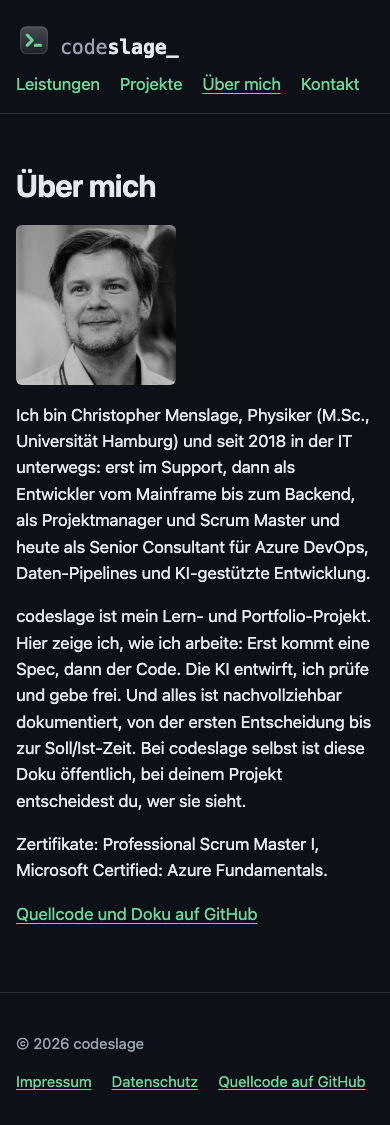 codeslage_
Leistungen Projekte Über mich Kontakt
Über mich
Ich bin Christopher Menslage, Physiker (M.Sc.,
Universität Hamburg) und seit 2018 in der IT
unterwegs: erst im Support, dann als
Entwickler vom Mainframe bis zum Backend,
als Projektmanager und Scrum Master und
heute als Senior Consultant für Azure DevOps,
Daten-Pipelines und KI-gestützte Entwicklung.
codeslage ist mein Lern- und Portfolio-Projekt.
Hier zeige ich, wie ich arbeite: Erst kommt eine
Spec, dann der Code. Die KI entwirft, ich prüfe
und gebe frei. Und alles ist nachvollziehbar
dokumentiert, von der ersten Entscheidung bis
zur Soll/Ist-Zeit. Bei codeslage selbst ist diese
Doku öffentlich, bei deinem Projekt
entscheidest du, wer sie sieht.
Zertifikate: Professional Scrum Master I,
Microsoft Certified: Azure Fundamentals.
Quellcode und Doku auf GitHub
© 2026 codeslage
Impressum Datenschutz Quellcode auf GitHub